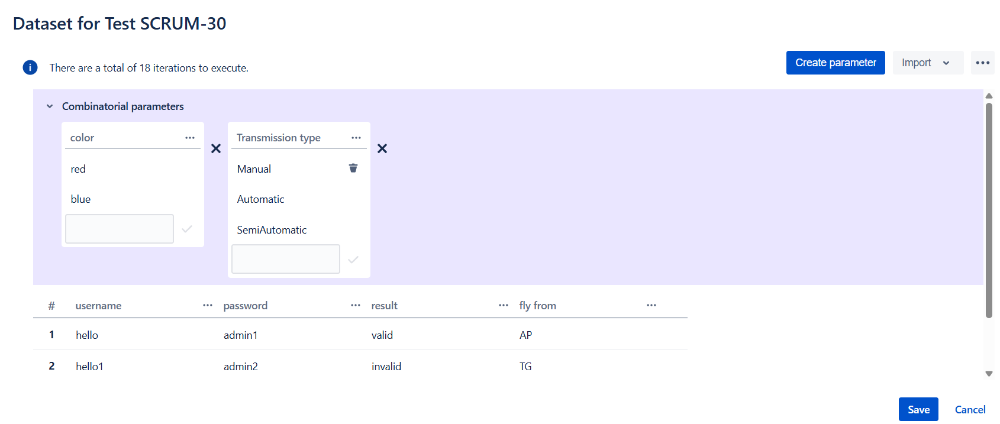 Dataset for Test SCRUM-30
There are a total of 18 iterations to execute.
Create parameter
Import
Combinatorial parameters
color
red
blue
Transmission type
Manual
Automatic
SemiAutomatic
# username password result fly from
1 hello admin1 valid AP
2 hello1 admin2 invalid TG
Save Cancel